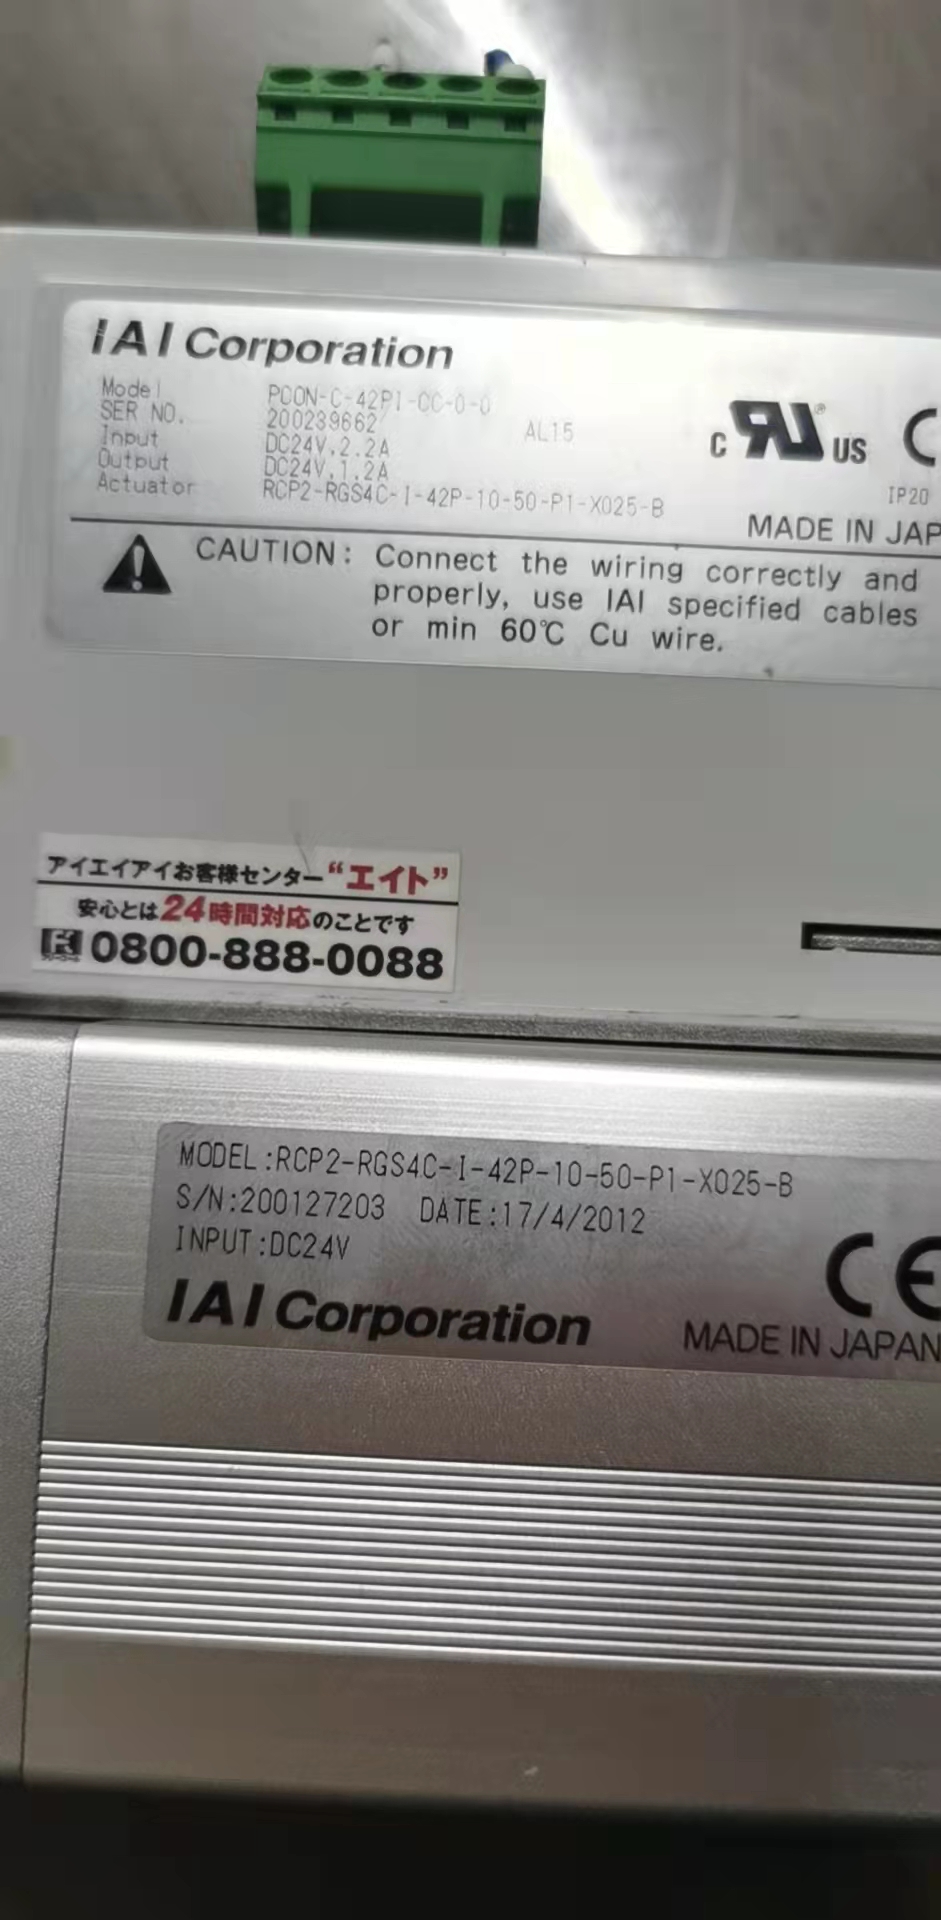 IAI Corporation
Model PCON-C-42PI-CC-0-0
SER NO. 200239662 AL15
Input DC24V,2.2A
Output DC24V,1.2A
Actuator RCP2-RGS4C-I-42P-10-50-P1-X025-B
c RU ® US C
IP20
MADE IN JAP
CAUTION: Connect the wiring correctly and
properly, use IAI specified cables
or min 60℃ Cu wire.
アイエイアイお客様センター“エイト”
安心とは24時間対応のことです
0800-888-0088
MODEL:RCP2-RGS4C-I-42P-10-50-P1-X025-B
S/N:200127203 DATE:17/4/2012
INPUT:DC24V
CE
IAI Corporation
MADE IN JAPAN